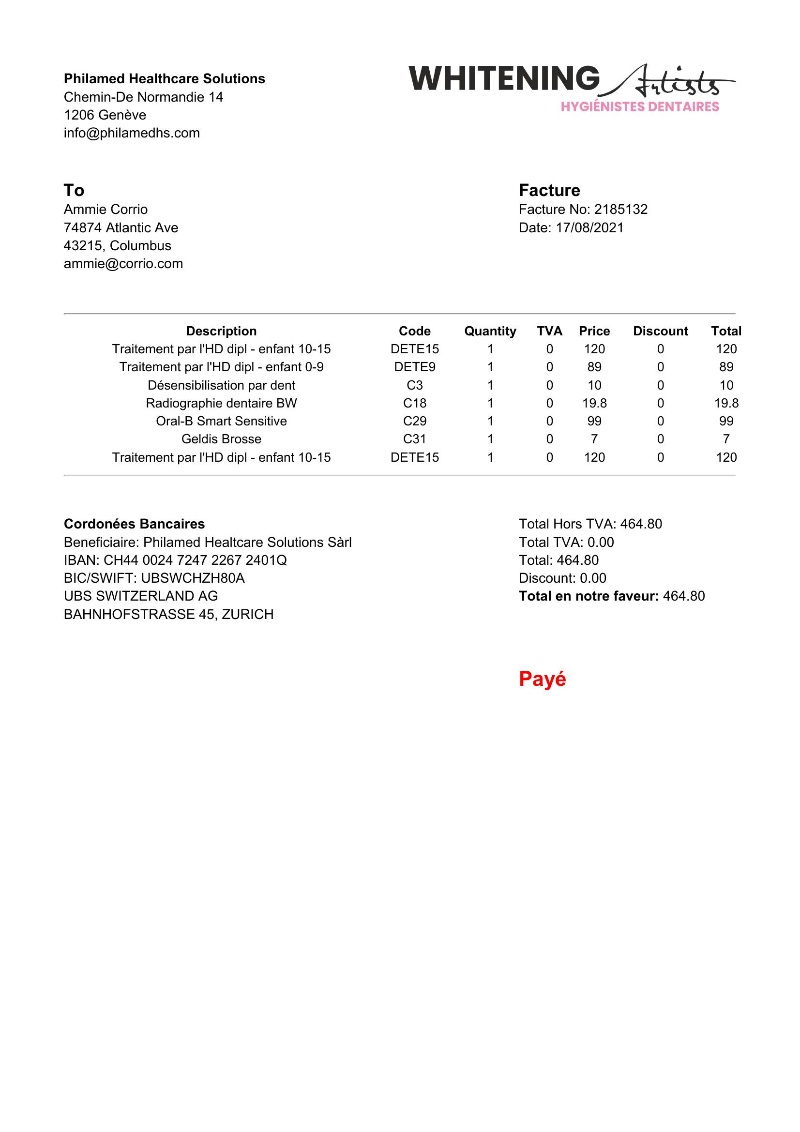 Philamed Healthcare Solutions
Chemin-De Normandie 14
1206 Genève
info@philamedhs.com
WHITENING Artists
HYGIÉNISTES DENTAIRES
To
Ammie Corrio
74874 Atlantic Ave
43215, Columbus
ammie@corrio.com
Facture
Facture No: 2185132
Date: 17/08/2021
Description Code Quantity TVA Price Discount Total
Traitement par l'HD dipl - enfant 10-15 DETE15 1 0 120 0 120
Traitement par l'HD dipl - enfant 0-9 DETE9 1 0 89 0 89
Désensibilisation par dent C3 1 0 10 0 10
Radiographie dentaire BW C18 1 0 19.8 0 19.8
Oral-B Smart Sensitive C29 1 0 99 0 99
Geldis Brosse C31 1 0 7 0 7
Traitement par l'HD dipl - enfant 10-15 DETE15 1 0 120 0 120
Cordonées Bancaires
Beneficiaire: Philamed Healtcare Solutions Sàrl
IBAN: CH44 0024 7247 2267 2401Q
BIC/SWIFT: UBSWCHZH80A
UBS SWITZERLAND AG
BAHNHOFSTRASSE 45, ZURICH
Total Hors TVA: 464.80
Total TVA: 0.00
Total: 464.80
Discount: 0.00
Total en notre faveur: 464.80
Payé